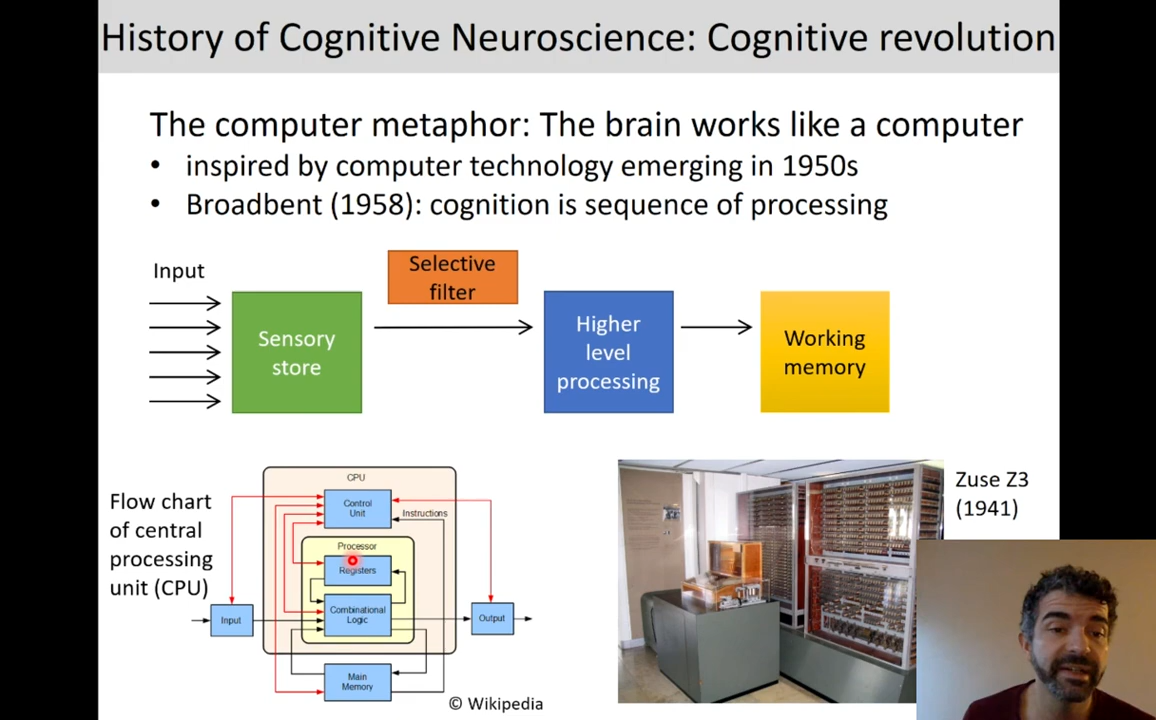 History of Cognitive Neuroscience: Cognitive revolution
The computer metaphor: The brain works like a computer
• inspired by computer technology emerging in 1950s
• Broadbent (1958): cognition is sequence of processing
Input
Sensory
store
Selective
filter
Higher
level
processing
Working
memory
Flow chart
of central
processing
unit (CPU)
CPU
Control
Unit
Instructions
Processor
Registers
Combinational
Logic
Input
Output
Main
Memory
© Wikipedia
Zuse Z3
(1941)